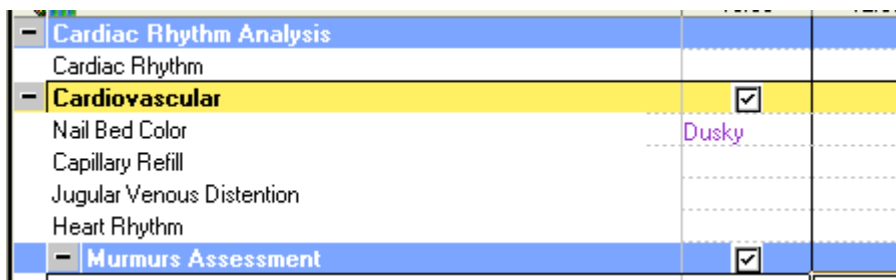 Cardiac Rhythm Analysis
Cardiac Rhythm
Cardiovascular
Nail Bed Color Dusky
Capillary Refill
Jugular Venous Distention
Heart Rhythm
Murmurs Assessment